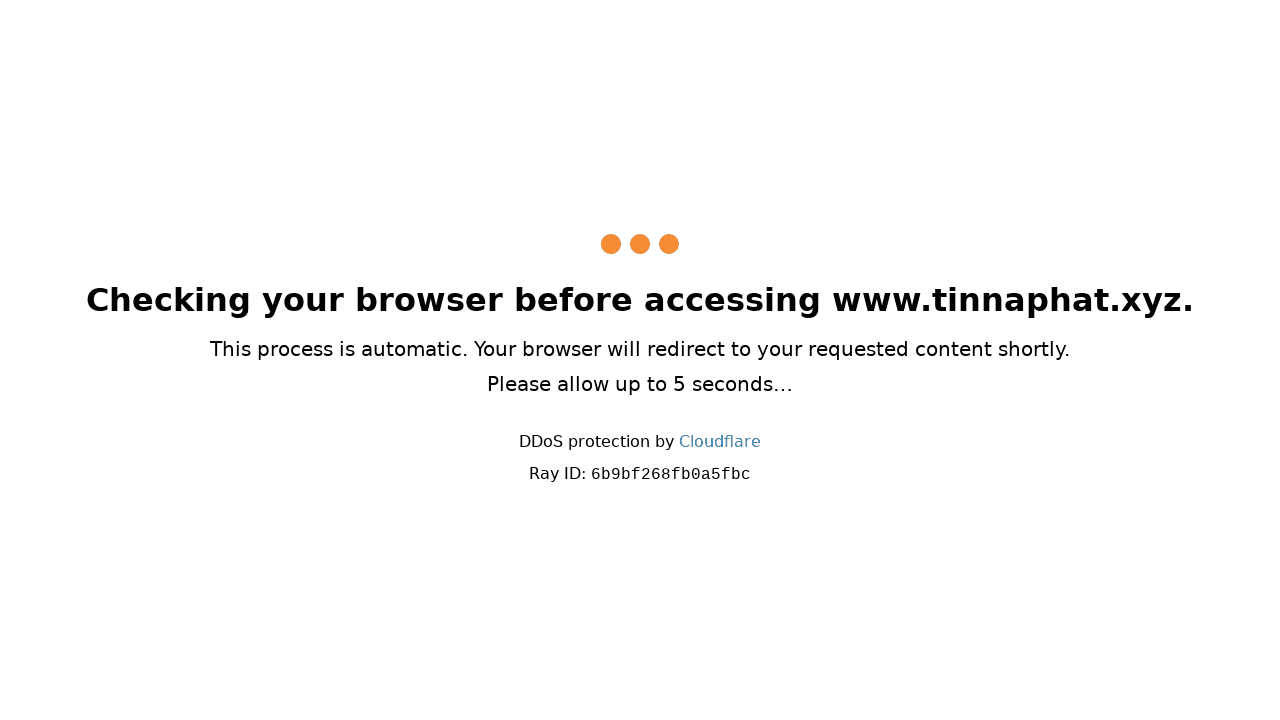 Checking your browser before accessing www.tinnaphat.xyz.
This process is automatic. Your browser will redirect to your requested content shortly.
Please allow up to 5 seconds…
DDoS protection by Cloudflare
Ray ID: 6b9bf268fb0a5fbc